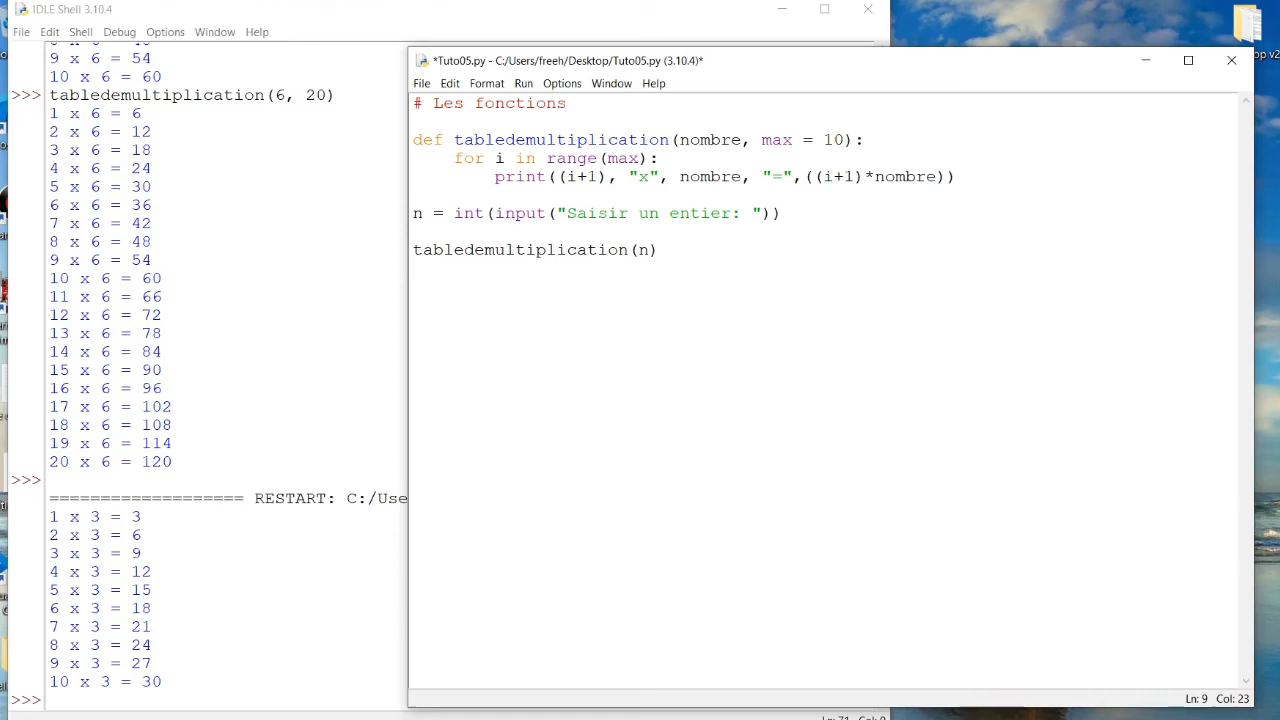 IDLE Shell 3.10.4
File Edit Shell Debug Options Window Help
9 x 6 = 54
10 x 6 = 60
>>> tabledemultiplication(6, 20)
1 x 6 = 6
2 x 6 = 12
3 x 6 = 18
4 x 6 = 24
5 x 6 = 30
6 x 6 = 36
7 x 6 = 42
8 x 6 = 48
9 x 6 = 54
10 x 6 = 60
11 x 6 = 66
12 x 6 = 72
13 x 6 = 78
14 x 6 = 84
15 x 6 = 90
16 x 6 = 96
17 x 6 = 102
18 x 6 = 108
19 x 6 = 114
20 x 6 = 120
>>>
================== RESTART: C:/Use
1 x 3 = 3
2 x 3 = 6
3 x 3 = 9
4 x 3 = 12
5 x 3 = 15
6 x 3 = 18
7 x 3 = 21
8 x 3 = 24
9 x 3 = 27
10 x 3 = 30
>>>
*Tuto05.py - C:/Users/freeh/Desktop/Tuto05.py (3.10.4)*
File Edit Format Run Options Window Help
# Les fonctions
def tabledemultiplication(nombre, max = 10):
for i in range(max):
print((i+1), "x", nombre, "=",((i+1)*nombre))
n = int(input("Saisir un entier: "))
tabledemultiplication(n)
Ln: 9 Col: 23